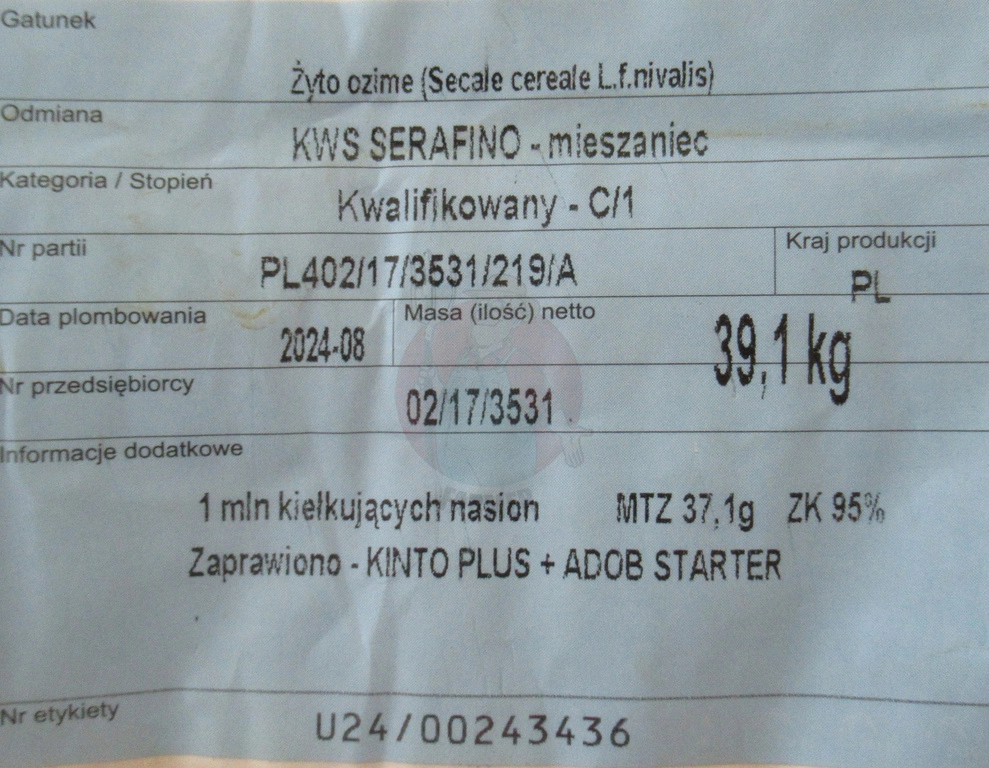 Gatunek
Żyto ozime (Secale cereale L.f.nivalis)
Odmiana
KWS SERAFINO - mieszaniec
Kategoria / Stopień
Kwalifikowany - C/1
Nr partii
PL402/17/3531/219/A
Kraj produkcji
PL
Data plombowania
2024-08
Masa (ilość) netto
39,1 kg
Nr przedsiębiorcy
02/17/3531
Informacje dodatkowe
1 mln kiełkujących nasion MTZ 37,1g ZK 95%
Zaprawiono - KINTO PLUS + ADOB STARTER
Nr etykiety
U24/00243436